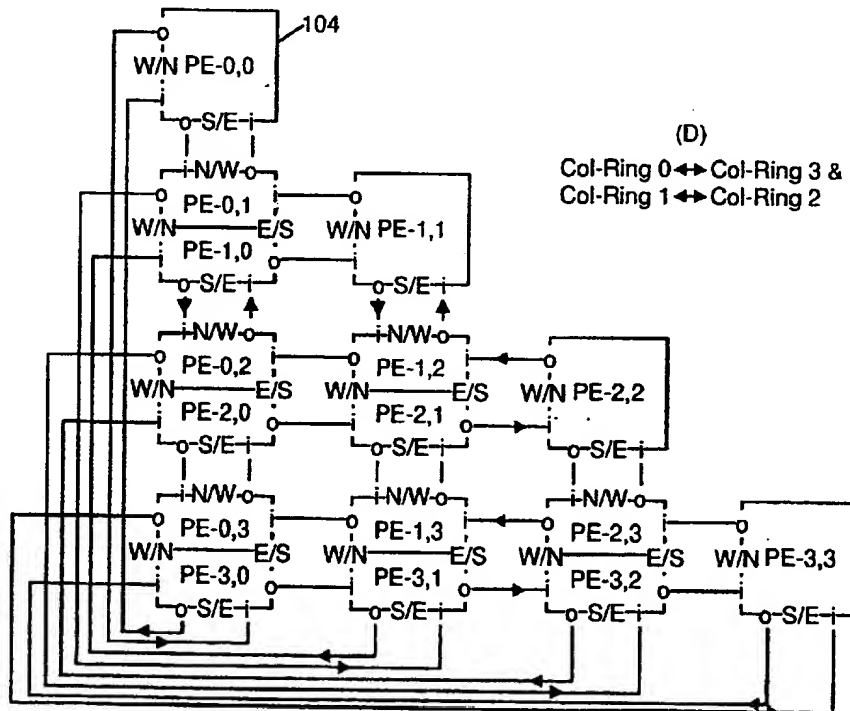 104
o
W/N PE-0,0
i
o-S/E-i
(D)
Col-Ring 0 ↔ Col-Ring 3 &
Col-Ring 1 ↔ Col-Ring 2
i-N/W-o
o PE-0,1 i o
W/N E/S W/N PE-1,1
i PE-1,0 o i
o-S/E-i o-S/E-i
i-N/W-o i-N/W-o
o PE-0,2 i o PE-1,2 i o
W/N E/S W/N E/S W/N PE-2,2
i PE-2,0 o i PE-2,1 o i
o-S/E-i o-S/E-i o-S/E-i
i-N/W-o i-N/W-o i-N/W-o
o PE-0,3 i o PE-1,3 i o PE-2,3 i o
W/N E/S W/N E/S W/N E/S W/N PE-3,3
i PE-3,0 o i PE-3,1 o i PE-3,2 o i
o-S/E-i o-S/E-i o-S/E-i o-S/E-i